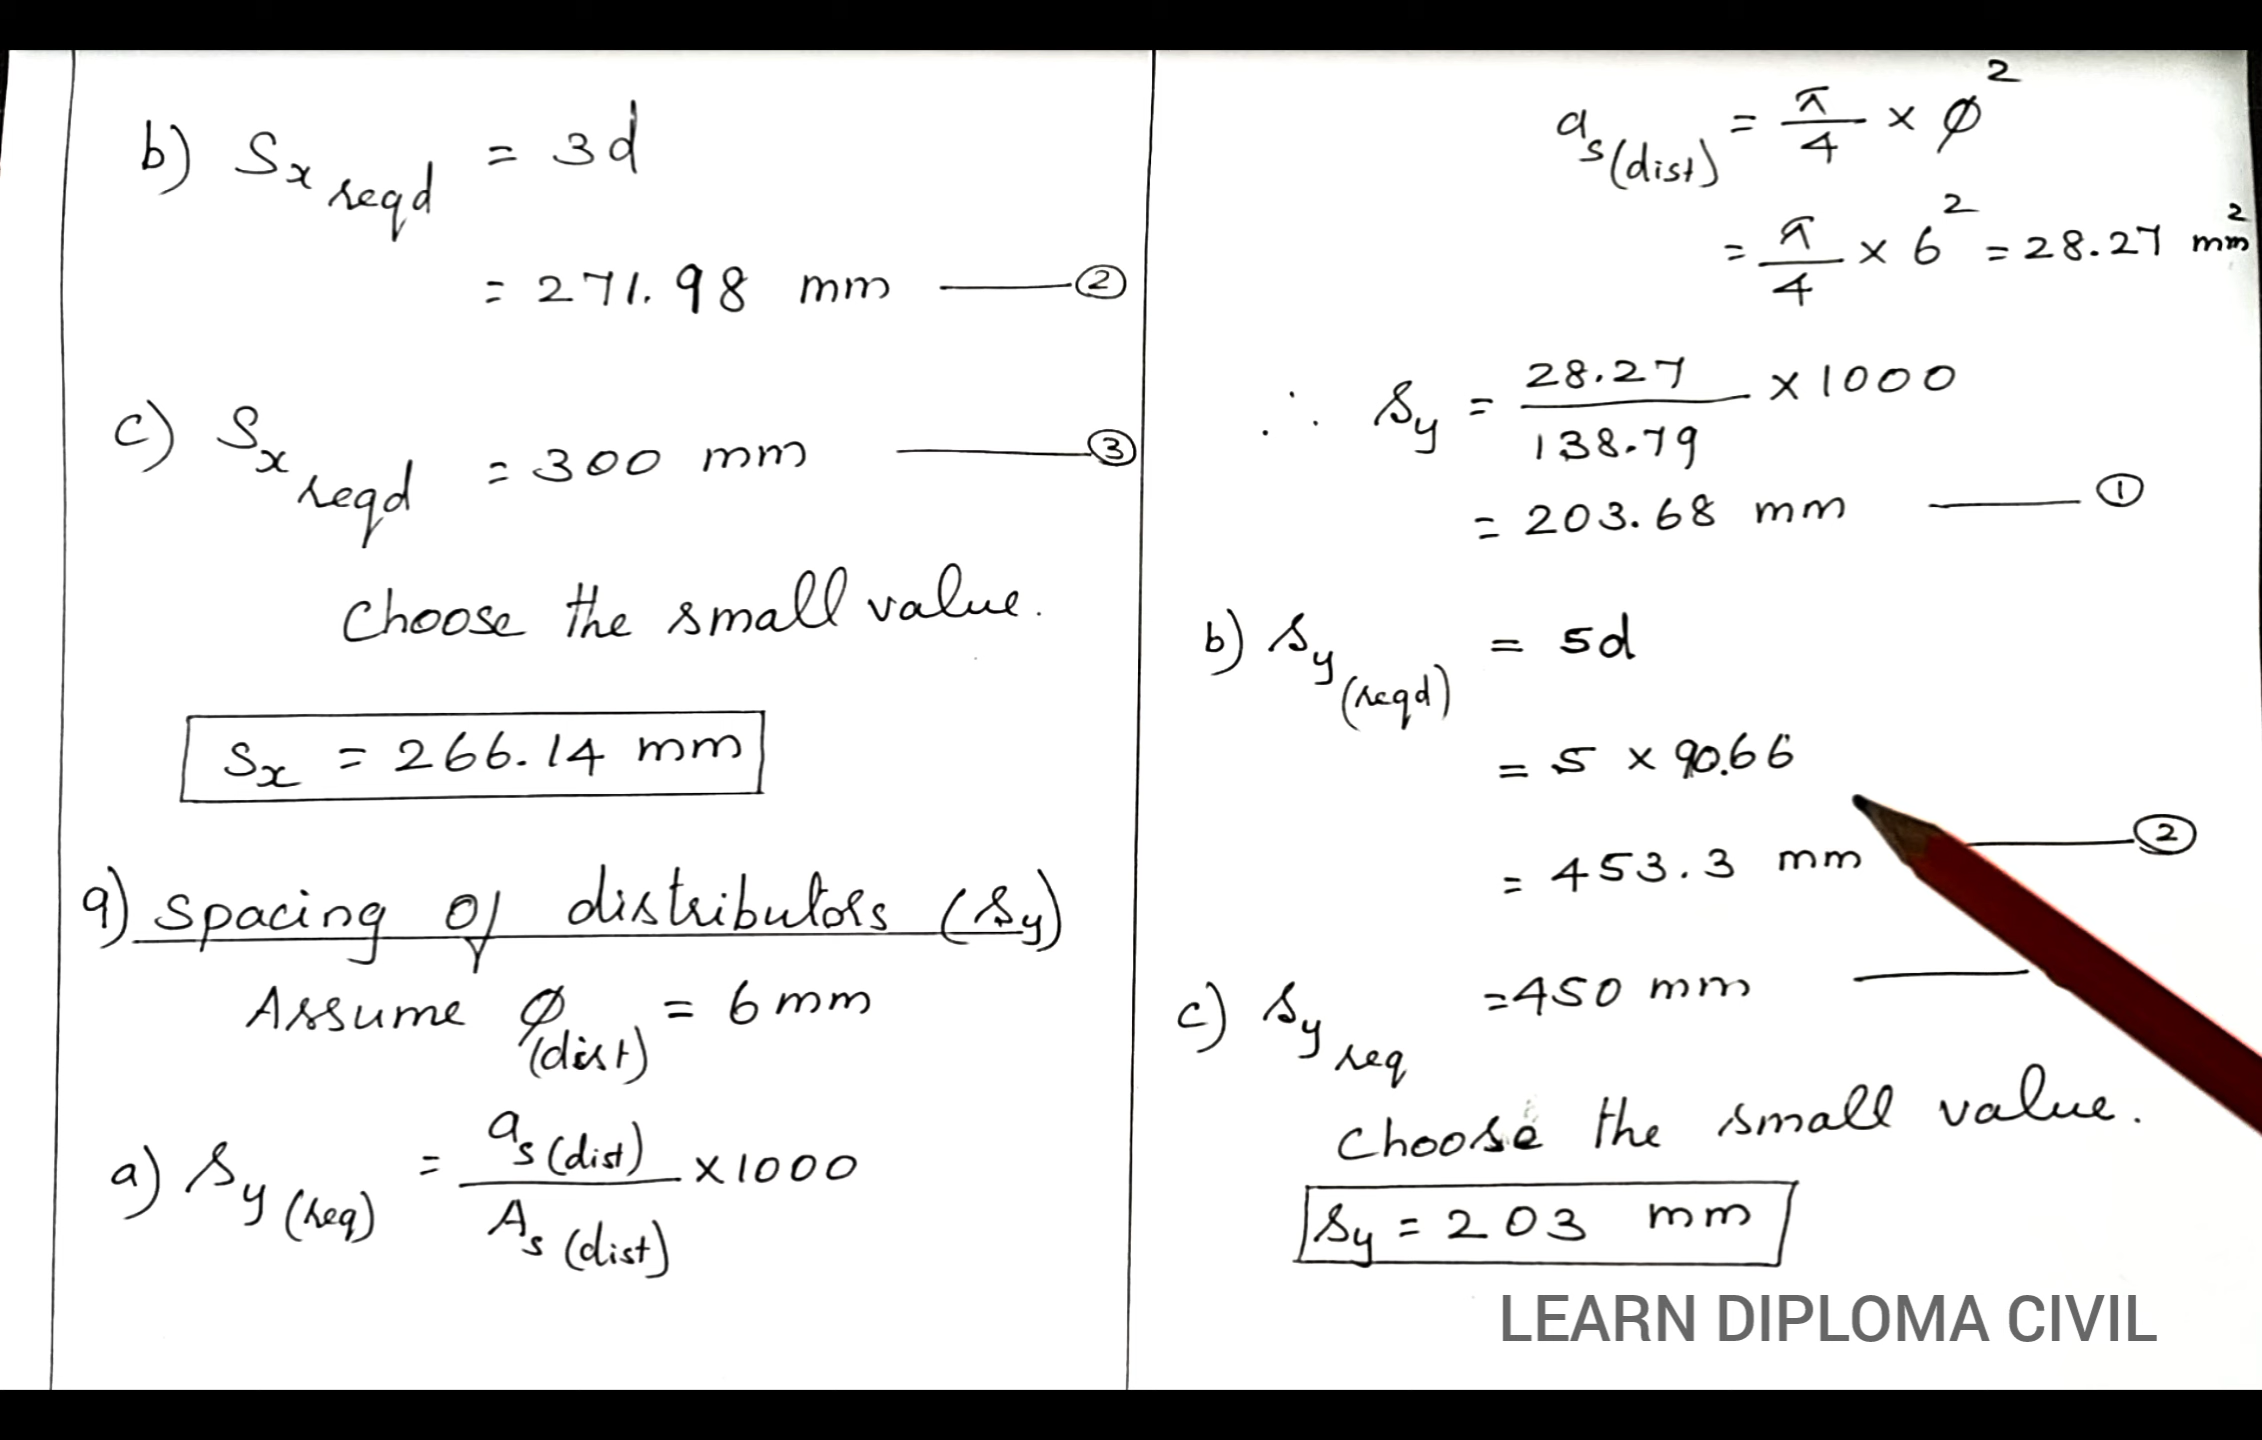 b) Sx reqd = 3d
= 271.98 mm —— ②
c) Sx reqd = 300 mm —— ③
Choose the small value.
Sx = 266.14 mm
9) Spacing of distributors (Sy)
Assume φ(dist) = 6 mm
a) Sy (req) = as(dist) / As(dist) × 1000
as(dist) = π/4 × φ²
= π/4 × 6² = 28.27 mm²
∴ Sy = 28.27 / 138.79 × 1000
= 203.68 mm —— ①
b) Sy (reqd) = 5d
= 5 × 90.66
= 453.3 mm —— ②
c) Sy req = 450 mm ——
Choose the small value.
Sy = 203 mm
LEARN DIPLOMA CIVIL